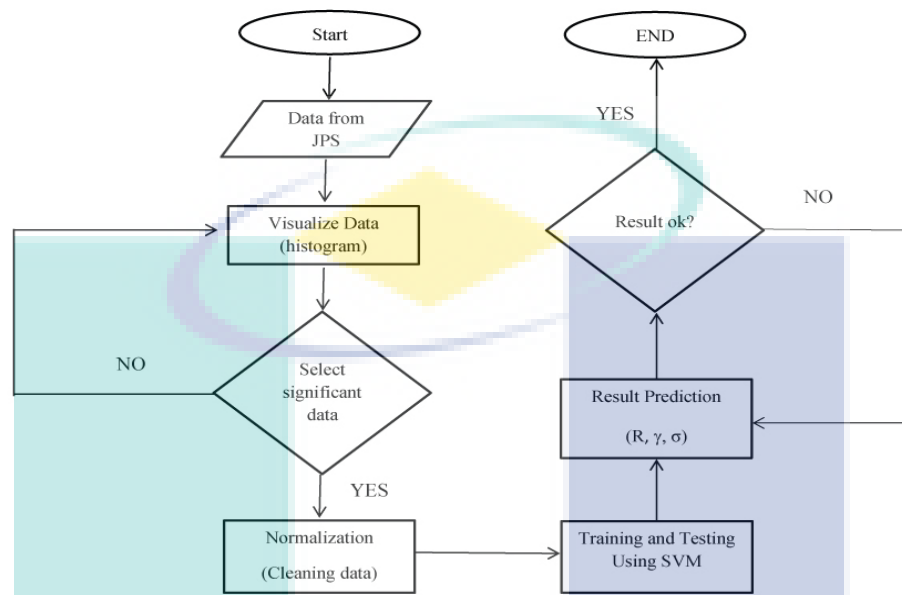 Start
Data from
JPS
Visualize Data
(histogram)
NO
Select
significant
data
YES
Normalization
(Cleaning data)
Training and Testing
Using SVM
Result Prediction
(R, γ, σ)
Result ok?
NO
YES
END